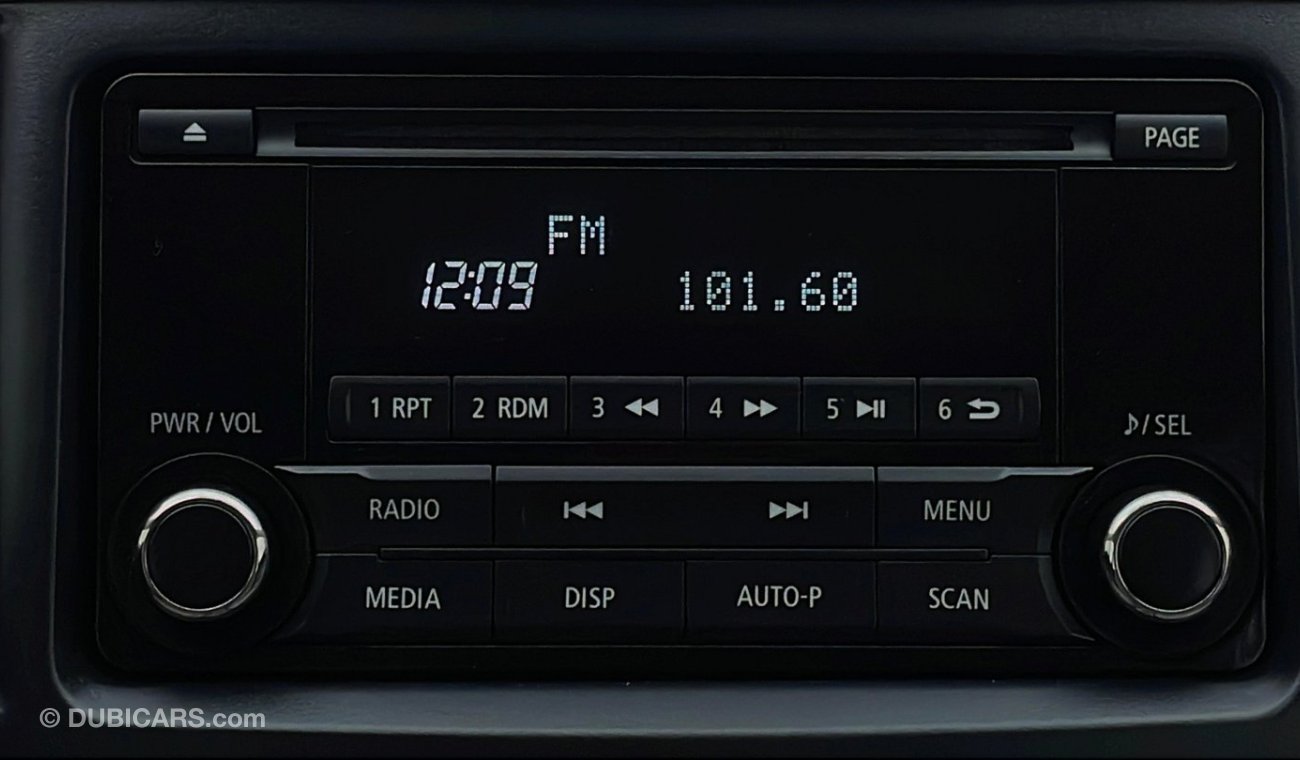 PAGE
FM
12:09 101.60
1 RPT 2 RDM 3 4 5 6
PWR / VOL
/ SEL
RADIO MENU
MEDIA DISP AUTO-P SCAN
© DUBICARS.com